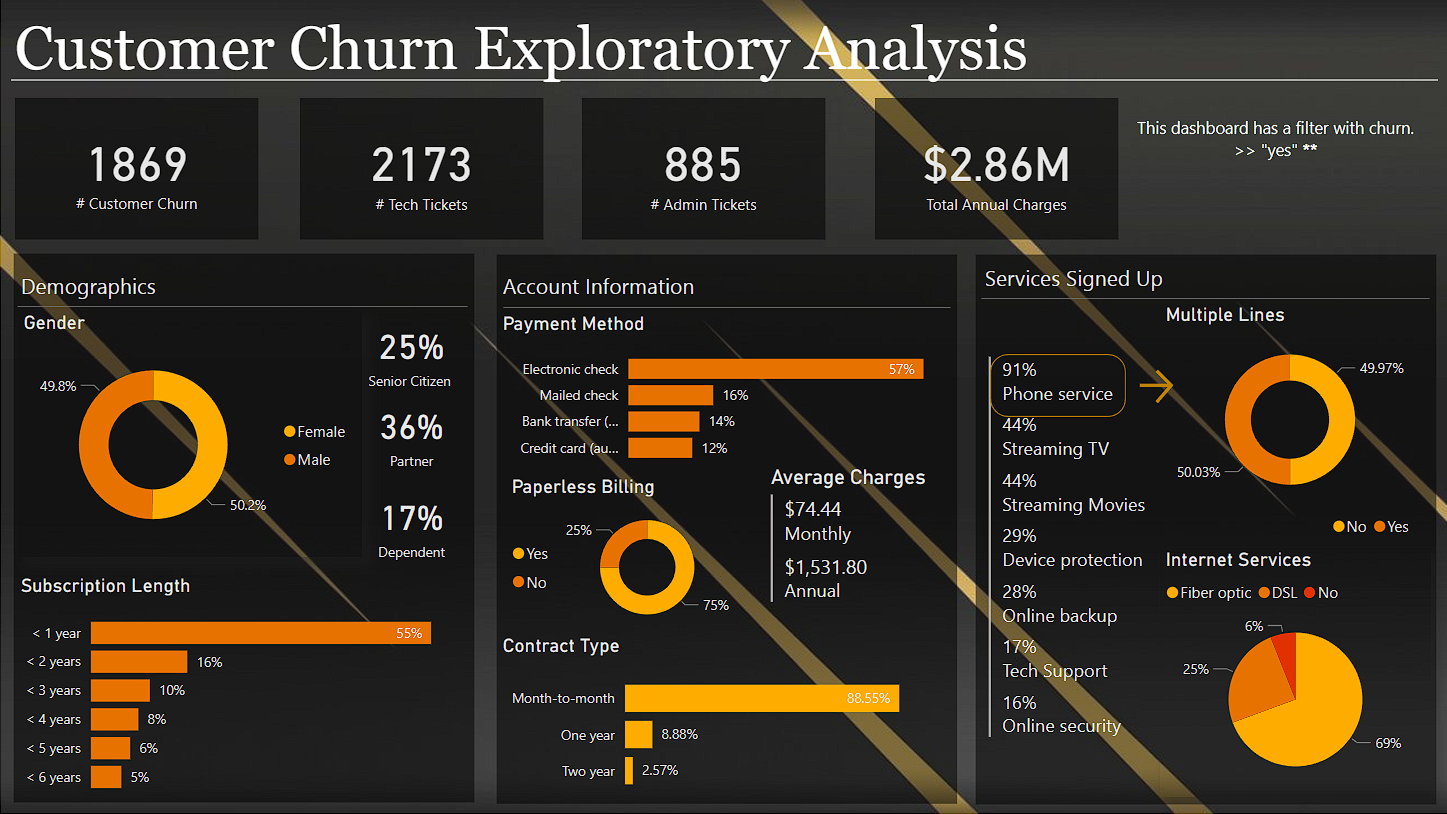 Customer Churn Exploratory Analysis
1869
# Customer Churn
2173
# Tech Tickets
885
# Admin Tickets
$2.86M
Total Annual Charges
This dashboard has a filter with churn.
>> "yes" **
Demographics
Gender
49.8%
50.2%
Female
Male
25%
Senior Citizen
36%
Partner
17%
Dependent
Subscription Length
< 1 year 55%
< 2 years 16%
< 3 years 10%
< 4 years 8%
< 5 years 6%
< 6 years 5%
Account Information
Payment Method
Electronic check 57%
Mailed check 16%
Bank transfer (... 14%
Credit card (au... 12%
Paperless Billing
Yes
No
25%
75%
Average Charges
$74.44
Monthly
$1,531.80
Annual
Contract Type
Month-to-month 88.55%
One year 8.88%
Two year 2.57%
Services Signed Up
91%
Phone service
44%
Streaming TV
44%
Streaming Movies
29%
Device protection
28%
Online backup
17%
Tech Support
16%
Online security
Multiple Lines
49.97%
50.03%
No Yes
Internet Services
Fiber optic DSL No
6%
25%
69%